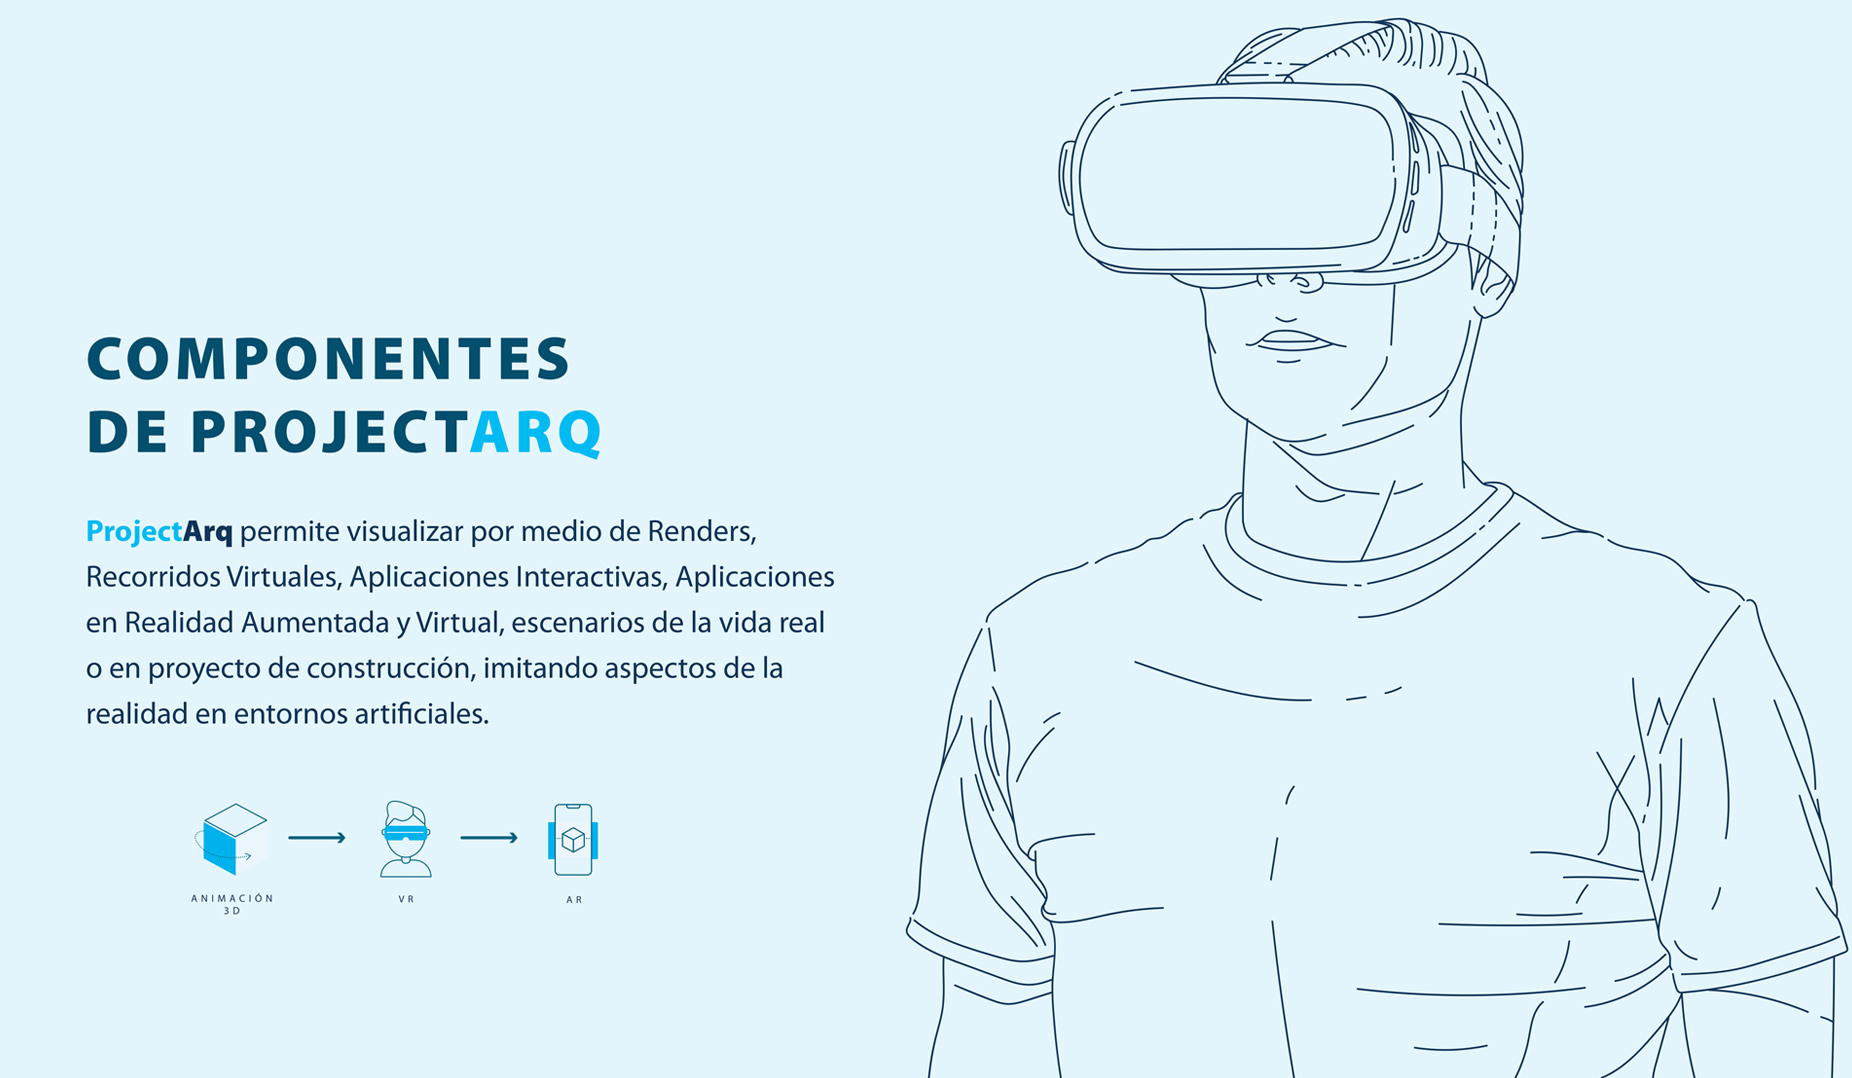 COMPONENTES
DE PROJECTARQ
ProjectArq permite visualizar por medio de Renders,
Recorridos Virtuales, Aplicaciones Interactivas, Aplicaciones
en Realidad Aumentada y Virtual, escenarios de la vida real
o en proyecto de construcción, imitando aspectos de la
realidad en entornos artificiales.
ANIMACIÓN
3D
VR
AR